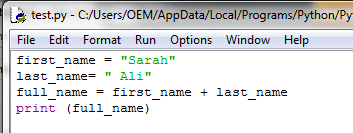 test.py - C:/Users/OEM/AppData/Local/Programs/Python/Py
File Edit Format Run Options Window Help
first_name = "Sarah"
last_name= " Ali"
full_name = first_name + last_name
print (full_name)